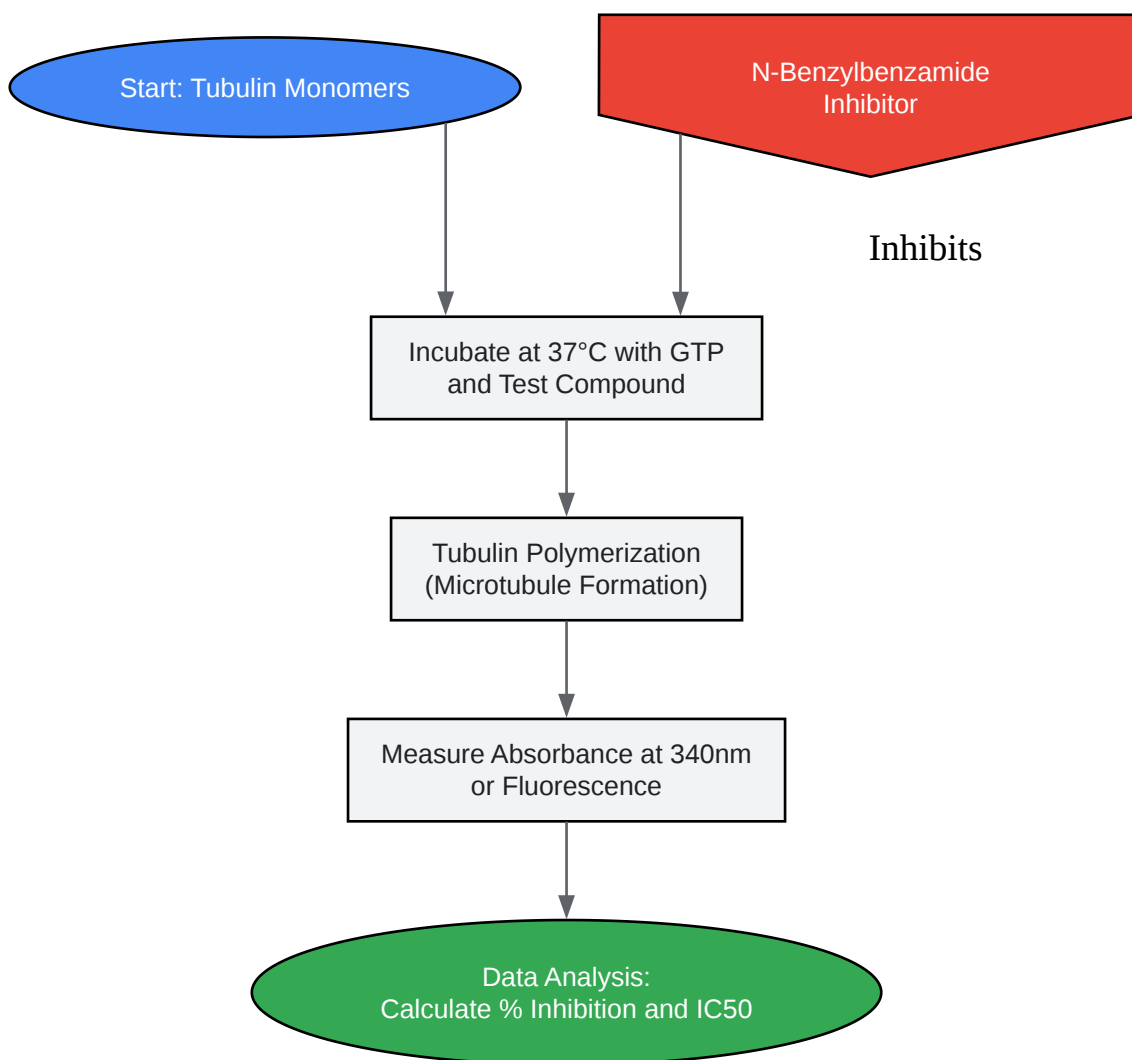 Start: Tubulin Monomers
N-Benzylbenzamide
Inhibitor
Inhibits
Incubate at 37°C with GTP
and Test Compound
Tubulin Polymerization
(Microtubule Formation)
Measure Absorbance at 340nm
or Fluorescence
Data Analysis:
Calculate % Inhibition and IC50